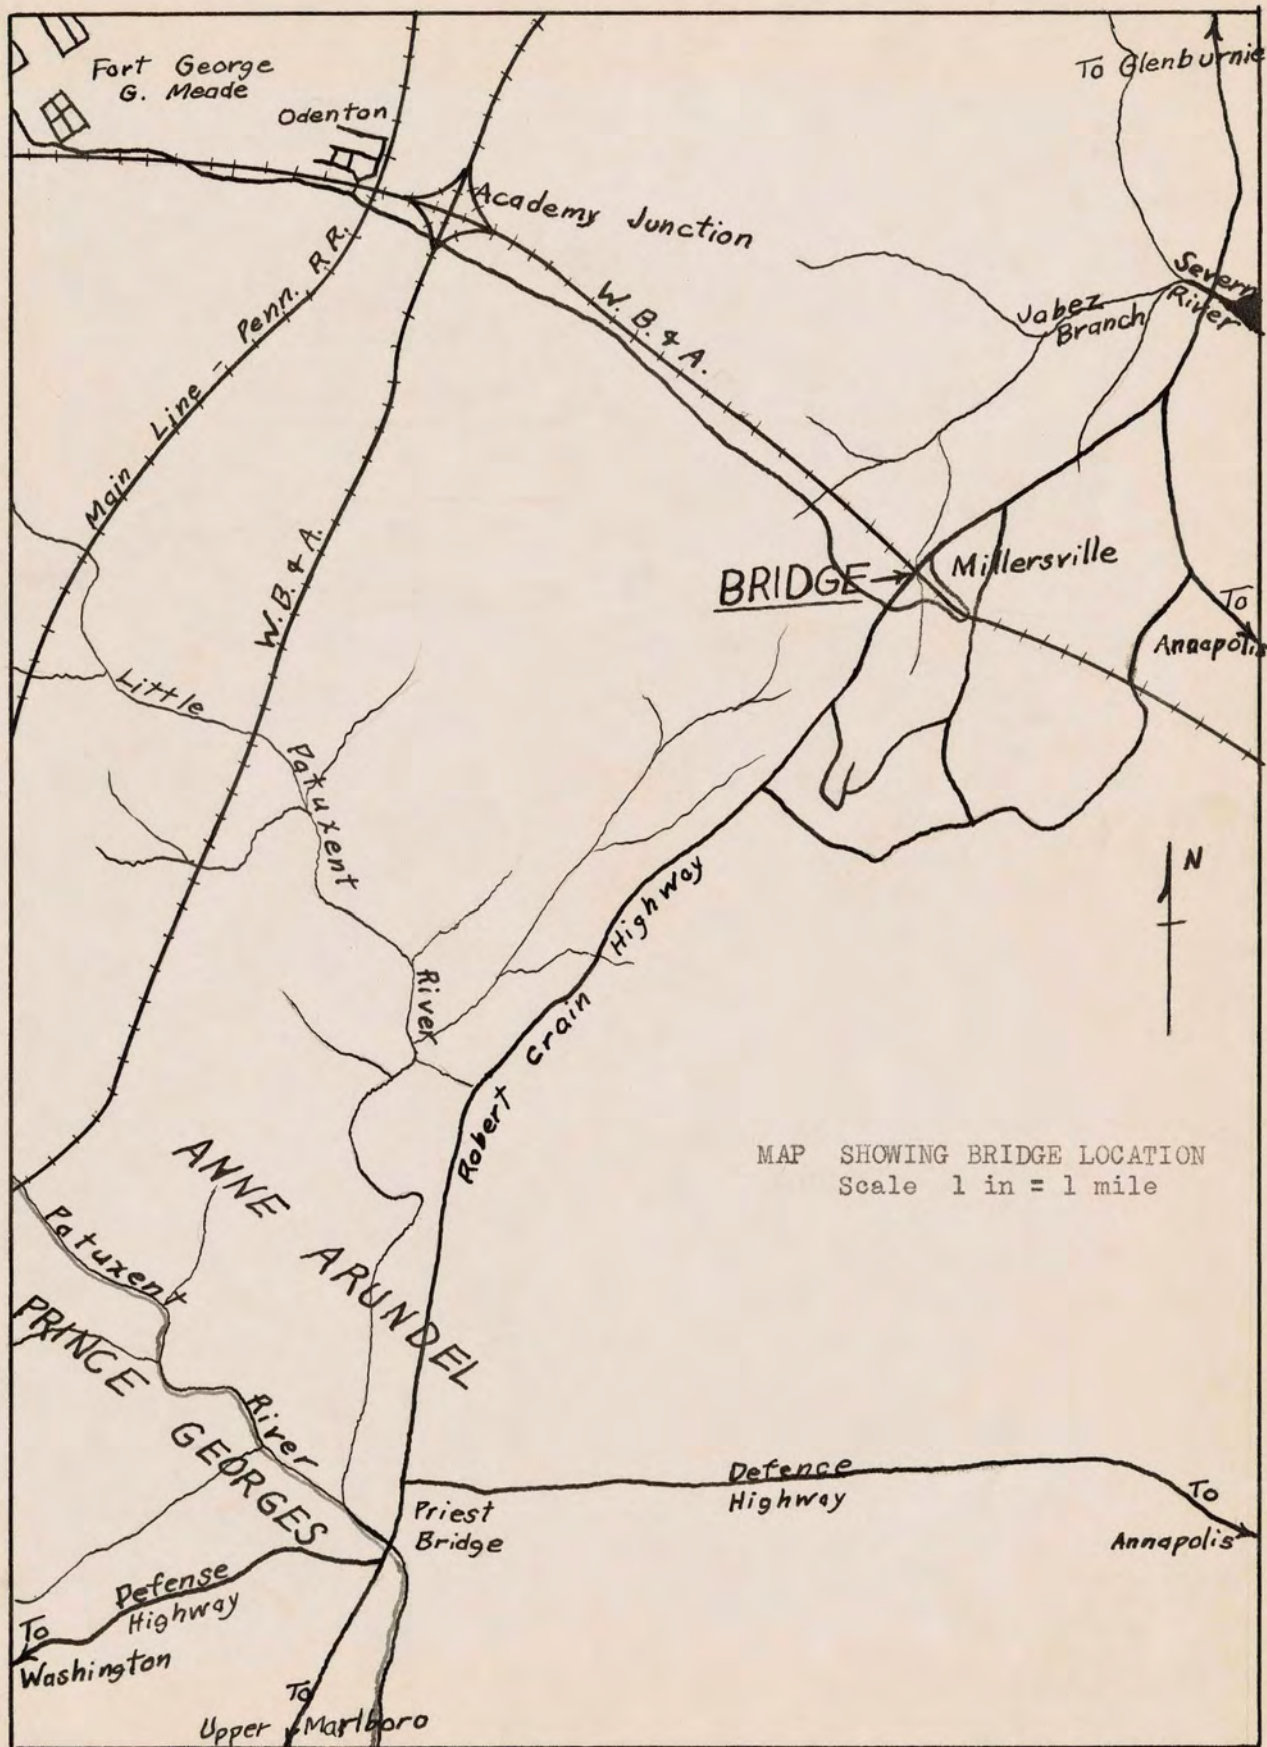 Fort George
G. Meade
Odenton
To Glenburnie
Academy Junction
Main Line - Penn. R.R.
W. B. & A.
Severn
River
Jabez
Branch
W. B. & A.
BRIDGE
Millersville
To
Annapolis
Little
Patuxent
River
N
Robert Crain Highway
MAP SHOWING BRIDGE LOCATION
Scale 1 in = 1 mile
ANNE
ARUNDEL
Patuxent
River
PRINCE
GEORGES
Defence
Highway
To
Annapolis
Priest
Bridge
Defense
Highway
To
Washington
To
Upper Marlboro